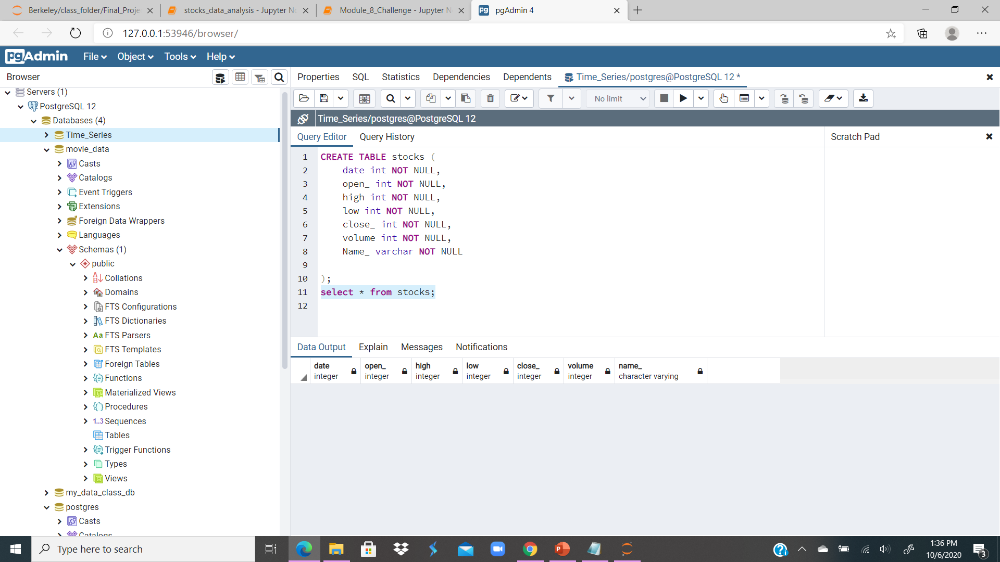 Berkeley/class_folder/Final_Proje
stocks_data_analysis - Jupyter No
Module_8_Challenge - Jupyter N
pgAdmin 4
127.0.0.1:53946/browser/
pgAdmin
File
Object
Tools
Help
Browser
Properties
SQL
Statistics
Dependencies
Dependents
Time_Series/postgres@PostgreSQL 12 *
No limit
Time_Series/postgres@PostgreSQL 12
Query Editor
Query History
Scratch Pad
Servers (1)
PostgreSQL 12
Databases (4)
Time_Series
movie_data
Casts
Catalogs
Event Triggers
Extensions
Foreign Data Wrappers
Languages
Schemas (1)
public
Collations
Domains
FTS Configurations
FTS Dictionaries
Aa FTS Parsers
FTS Templates
Foreign Tables
Functions
Materialized Views
Procedures
1..3 Sequences
Tables
Trigger Functions
Types
Views
my_data_class_db
postgres
Casts
Catalogs
1 CREATE TABLE stocks (
2 date int NOT NULL,
3 open_ int NOT NULL,
4 high int NOT NULL,
5 low int NOT NULL,
6 close_ int NOT NULL,
7 volume int NOT NULL,
8 Name_ varchar NOT NULL
9
10 );
11 select * from stocks;
12
Data Output
Explain
Messages
Notifications
date
integer
open_
integer
high
integer
low
integer
close_
integer
volume
integer
name_
character varying
Type here to search
1:36 PM
10/6/2020
3